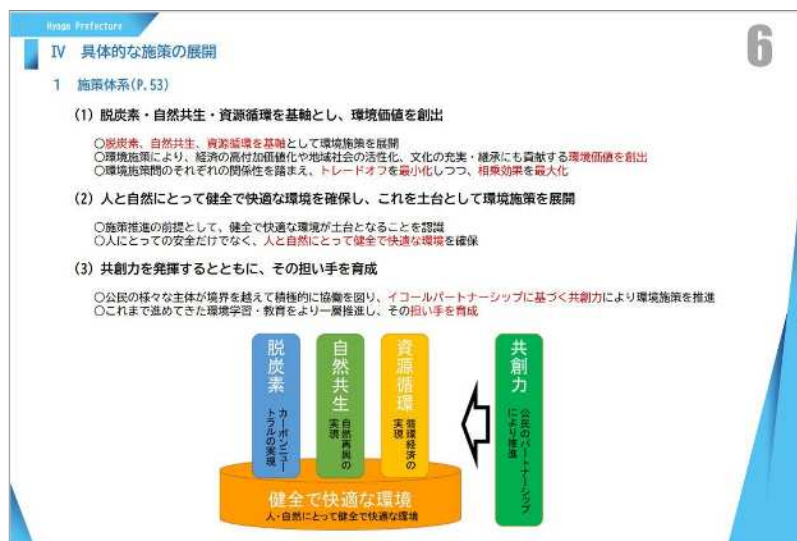 Hyogo Prefecture
6
Ⅳ 具体的な施策の展開
1 施策体系(P.53)
(1) 脱炭素・自然共生・資源循環を基軸とし、環境価値を創出
○脱炭素、自然共生、資源循環を基軸として環境施策を展開
○環境施策により、経済の高付加価値化や地域社会の活性化、文化の充実・継承にも貢献する環境価値を創出
○環境施策間のそれぞれの関係性を踏まえ、トレードオフを最小化しつつ、相乗効果を最大化
(2) 人と自然にとって健全で快適な環境を確保し、これを土台として環境施策を展開
○施策推進の前提として、健全で快適な環境が土台となることを認識
○人にとっての安全だけでなく、人と自然にとって健全で快適な環境を確保
(3) 共創力を発揮するとともに、その担い手を育成
○公民の様々な主体が境界を越えて積極的に協働を図り、イコールパートナーシップに基づく共創力により環境施策を推進
○これまで進めてきた環境学習・教育をより一層推進し、その担い手を育成
脱炭素
カーボンニュー
トラルの実現
自然共生
自然再興の
実現
資源循環
循環経済の
実現
共創力
公民のパートナーシップ
により推進
健全で快適な環境
人・自然にとって健全で快適な環境